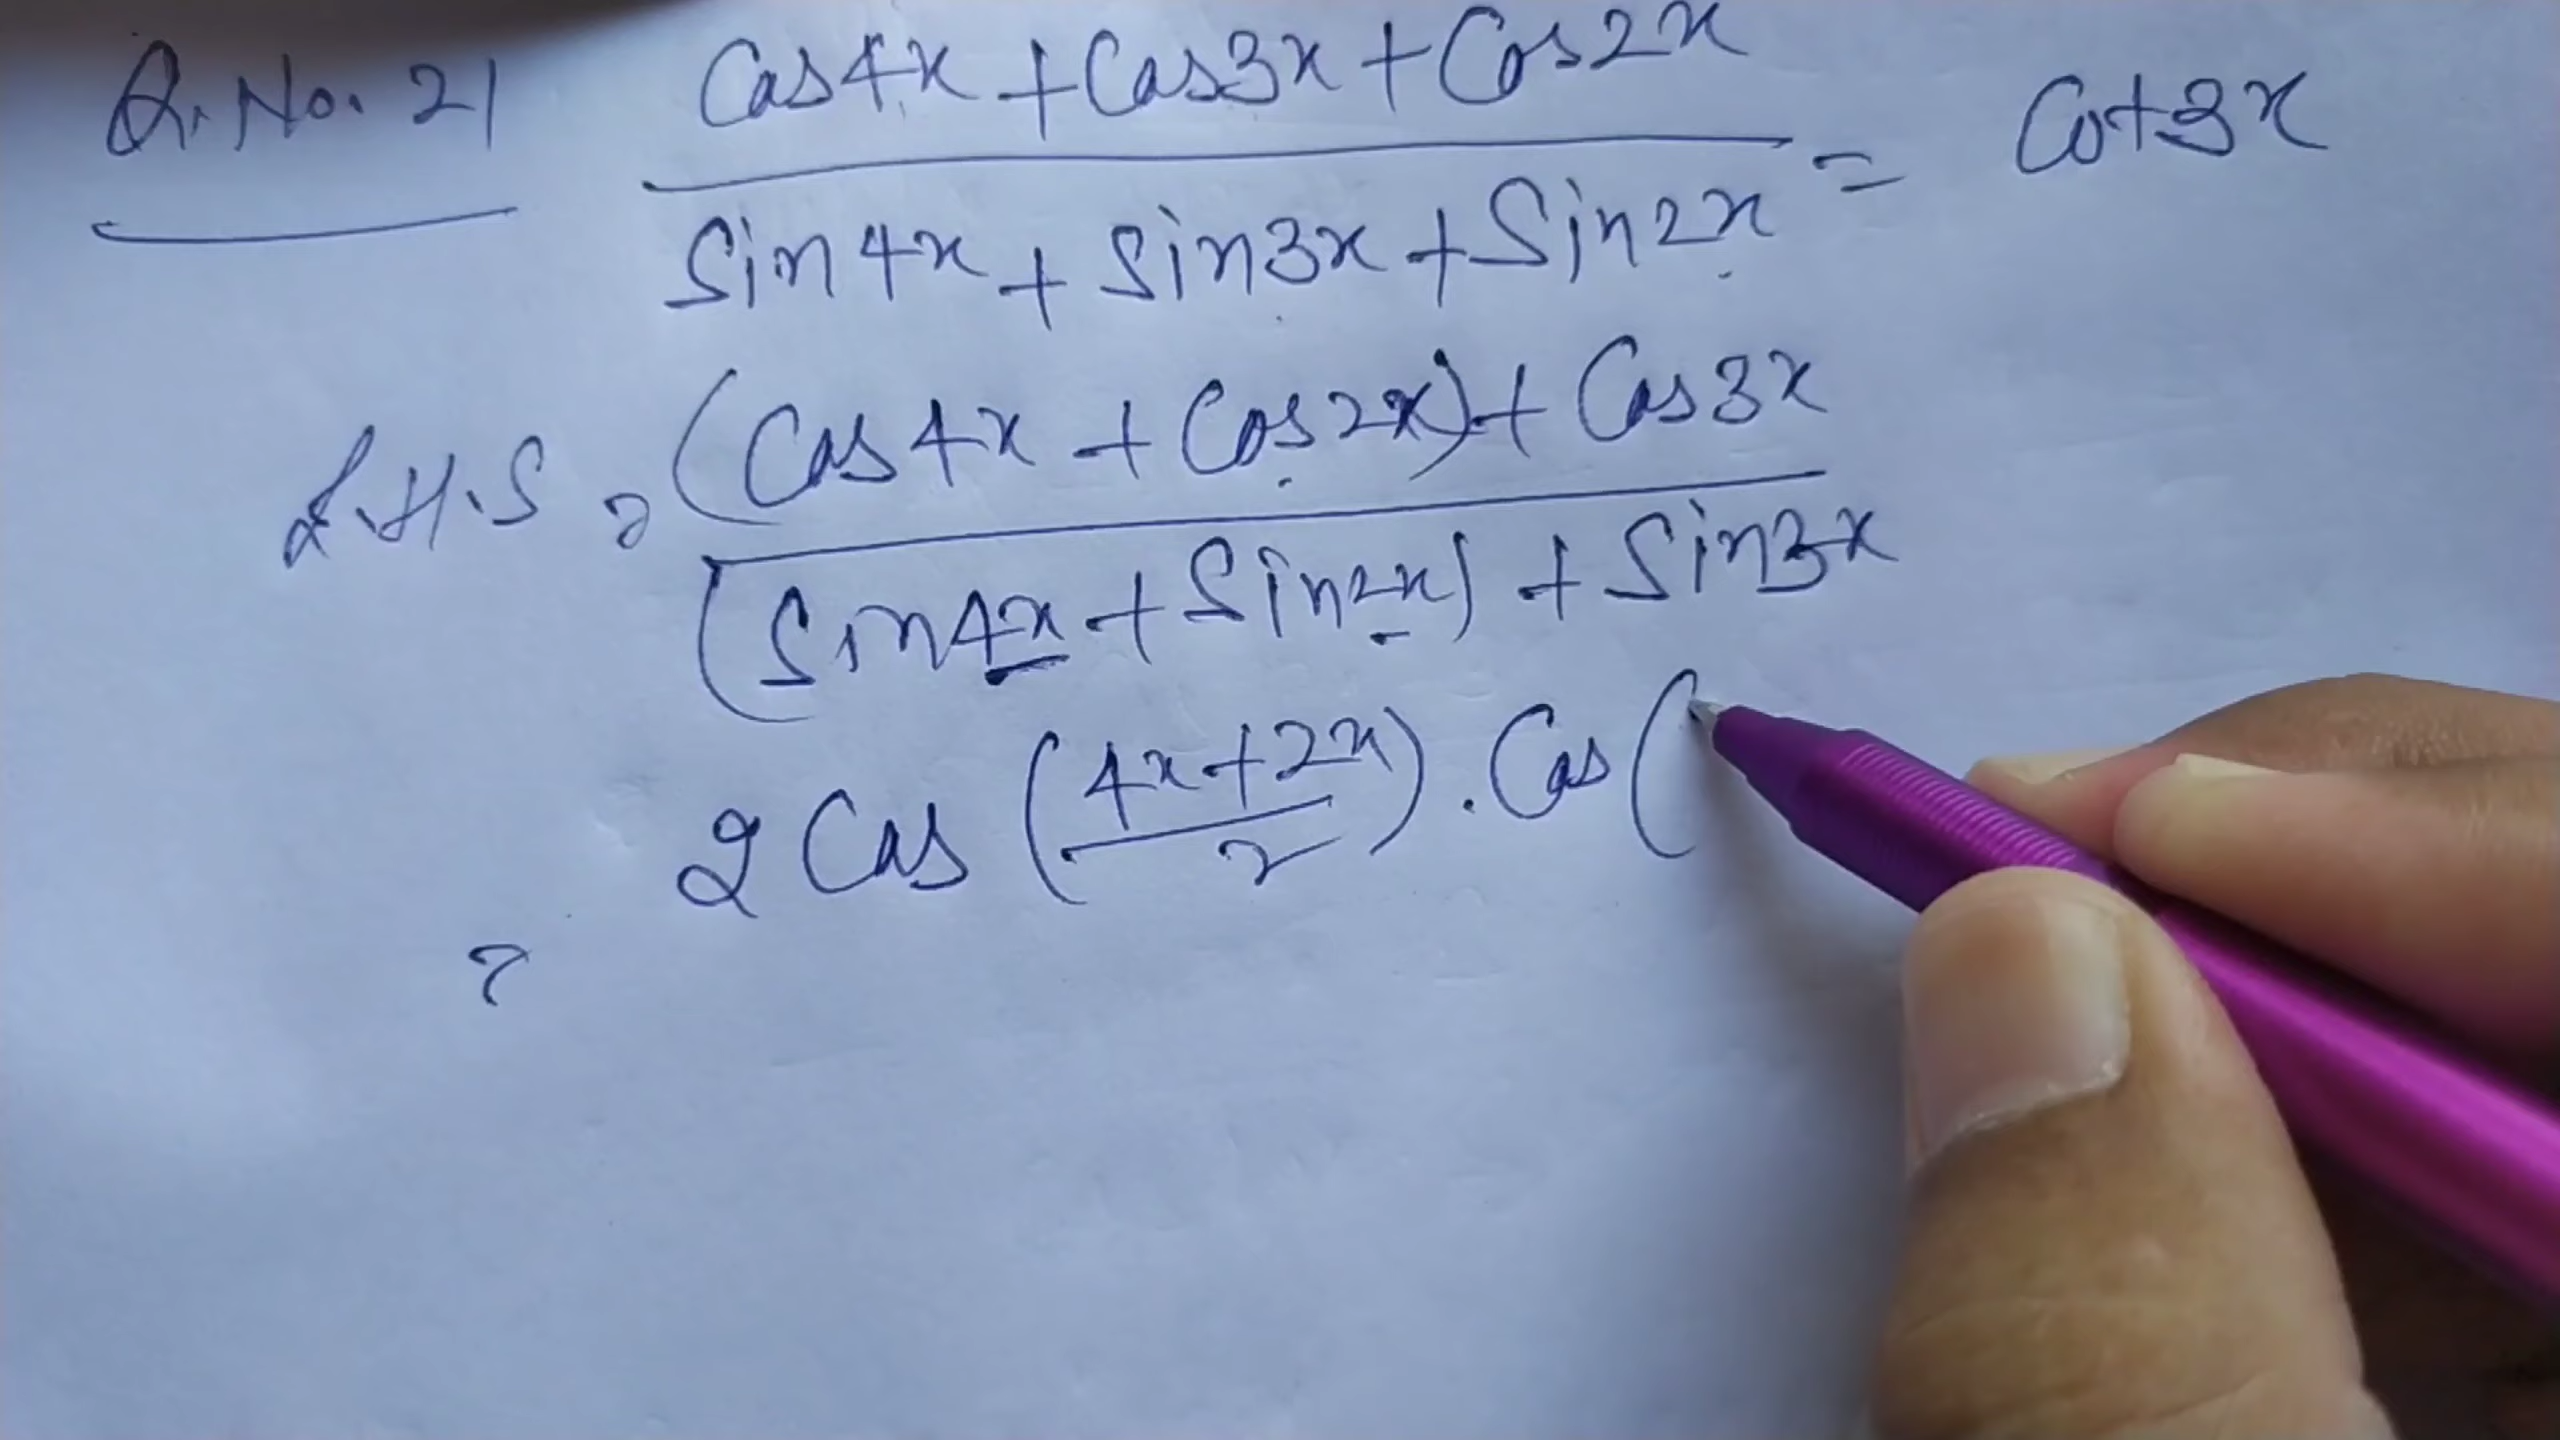 Q. No. 21 Cos4x + Cos3x + Cos2x / Sin4x + Sin3x + Sin2x = Cot3x
L.H.S = (Cos4x + Cos2x) + Cos3x / (Sin4x + Sin2x) + Sin3x
= 2 Cos (4x+2x / 2) . Cos (